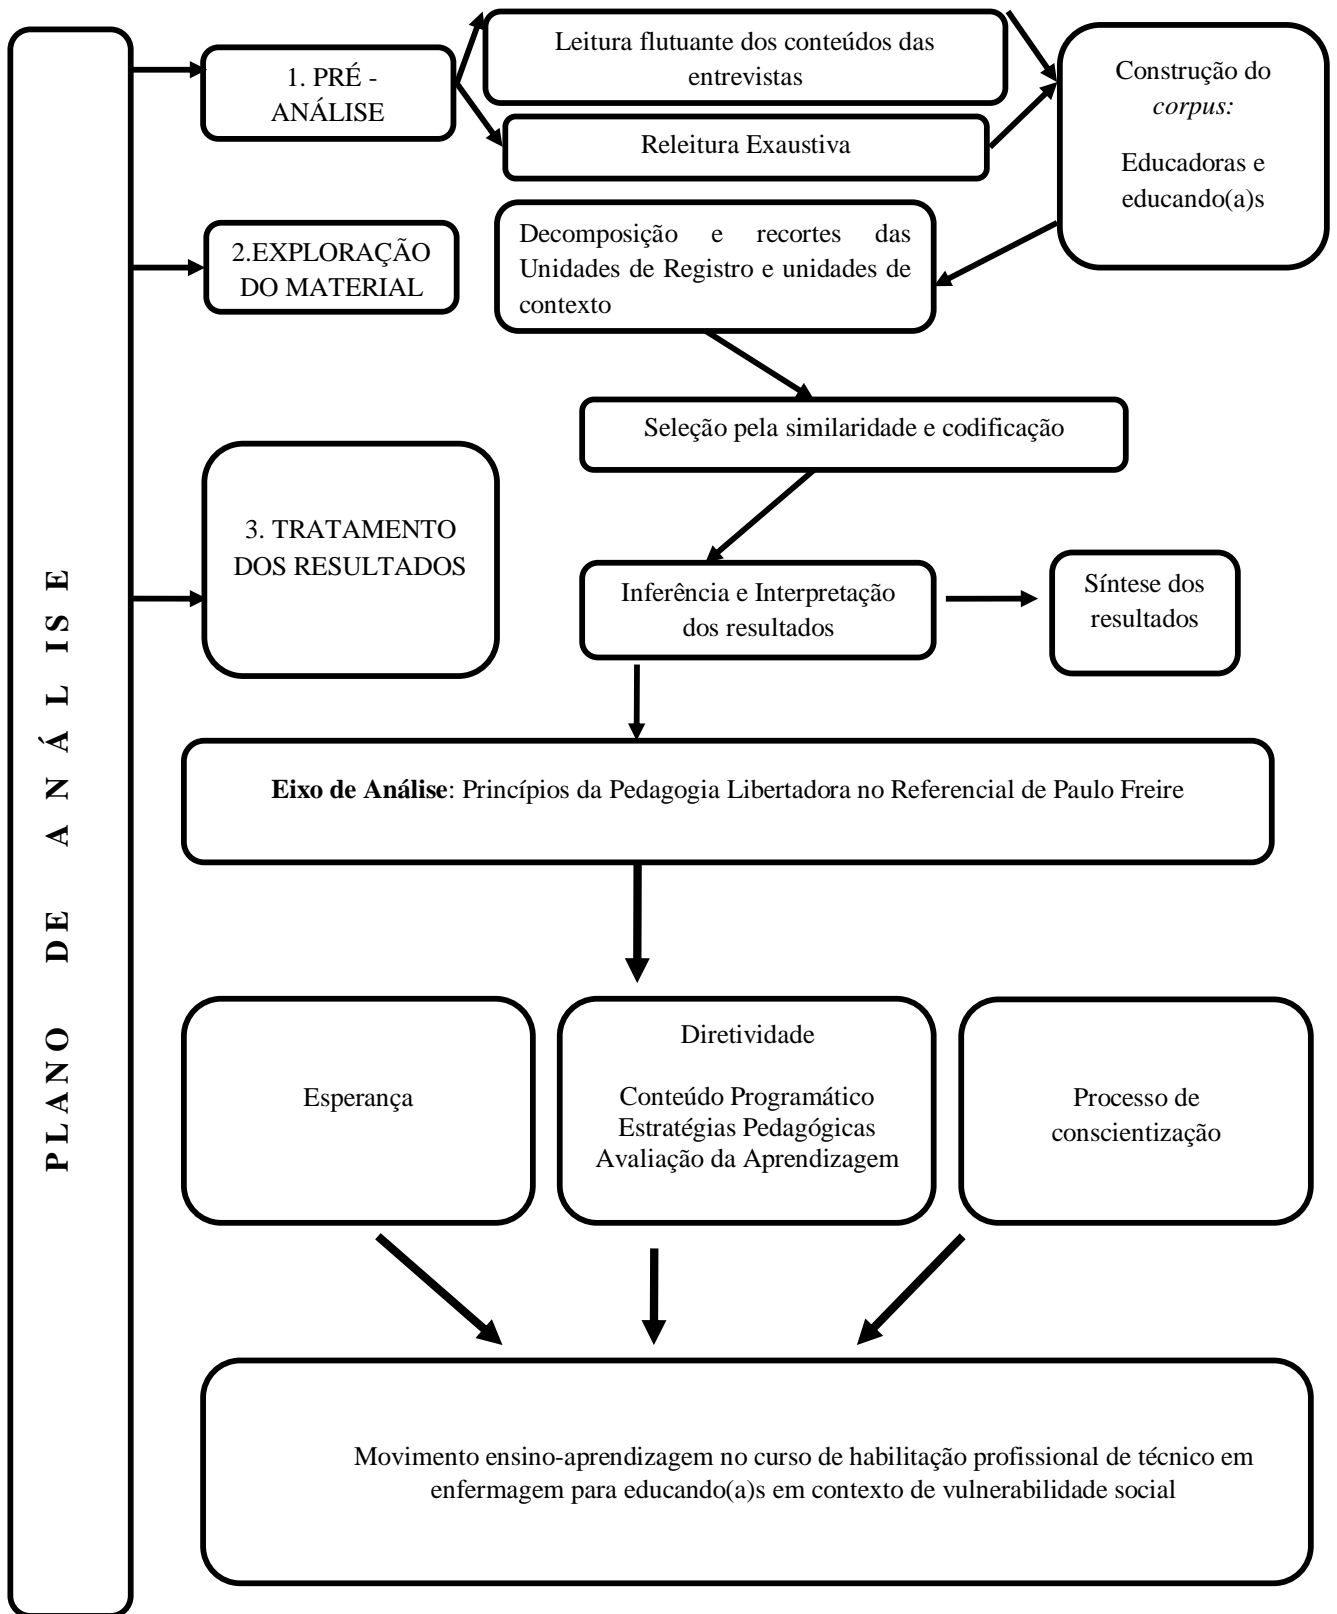 PLANO DE ANÁLISE
1. PRÉ -
ANÁLISE
Leitura flutuante dos conteúdos das
entrevistas
Releitura Exaustiva
Construção do
corpus:
Educadoras e
educando(a)s
2.EXPLORAÇÃO
DO MATERIAL
Decomposição e recortes das
Unidades de Registro e unidades de
contexto
Seleção pela similaridade e codificação
3. TRATAMENTO
DOS RESULTADOS
Inferência e Interpretação
dos resultados
Síntese dos
resultados
Eixo de Análise: Princípios da Pedagogia Libertadora no Referencial de Paulo Freire
Esperança
Diretividade
Conteúdo Programático
Estratégias Pedagógicas
Avaliação da Aprendizagem
Processo de
conscientização
Movimento ensino-aprendizagem no curso de habilitação profissional de técnico em
enfermagem para educando(a)s em contexto de vulnerabilidade social